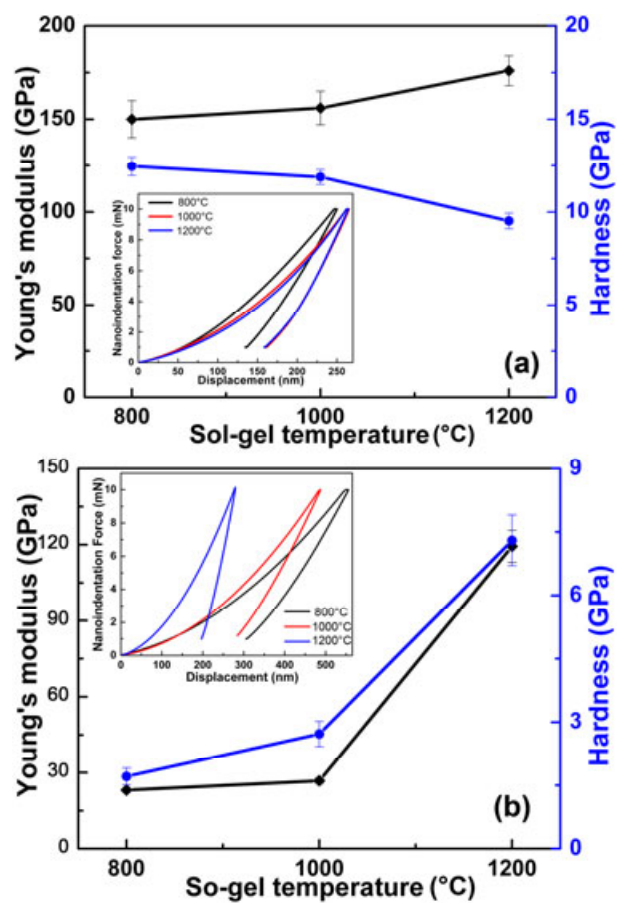 200
150
100
50
0
Young's modulus (GPa)
20
15
10
5
0
Hardness (GPa)
10
8
6
4
2
0
Nanoindentation force (mN)
800°C
1000°C
1200°C
0 50 100 150 200 250
Displacement (nm)
(a)
800 1000 1200
Sol-gel temperature(°C)
150
120
90
60
30
0
Young's modulus (GPa)
9
6
3
0
Hardness (GPa)
10
8
6
4
2
0
Nanoindentation Force (mN)
800°C
1000°C
1200°C
0 100 200 300 400 500
Displacement (nm)
(b)
800 1000 1200
So-gel temperature (°C)